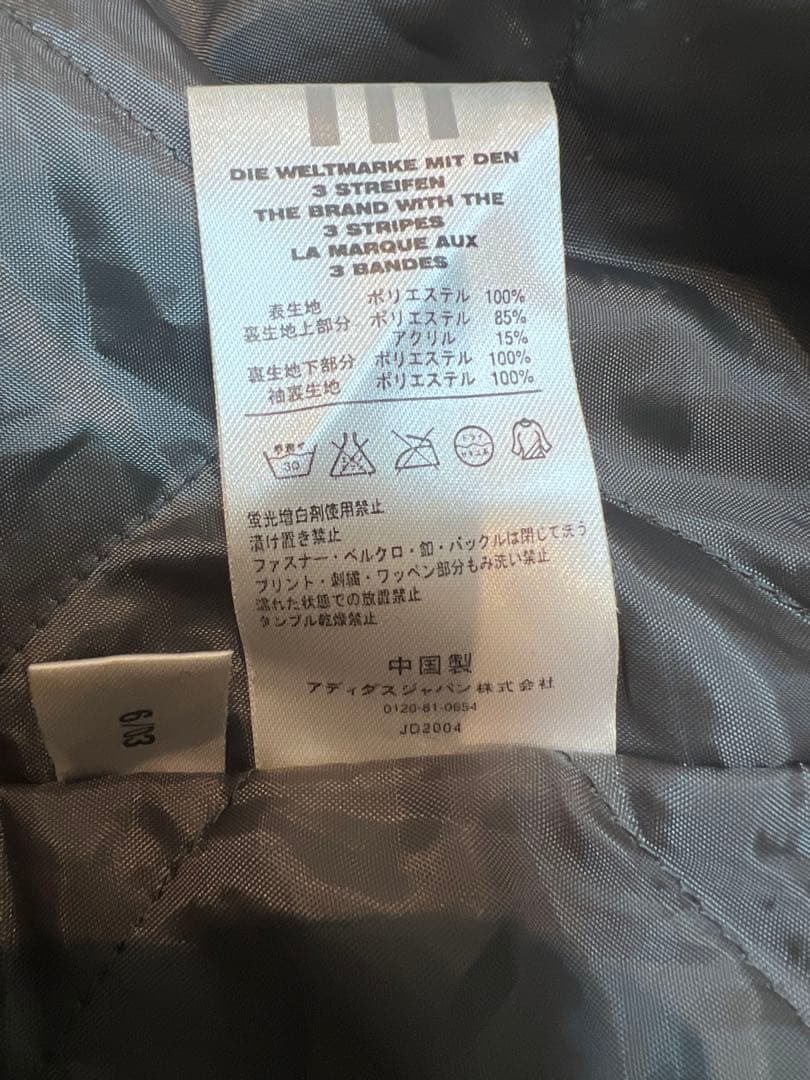 DIE WELTMARKE MIT DEN
3 STREIFEN
THE BRAND WITH THE
3 STRIPES
LA MARQUE AUX
3 BANDES
表生地 ポリエステル 100%
裏生地上部分 ポリエステル 85%
アクリル 15%
裏生地下部分 ポリエステル 100%
袖裏生地 ポリエステル 100%
30
蛍光増白剤使用禁止
漬け置き禁止
ファスナー・ベルクロ・釦・バックルは閉じて洗う
プリント・刺繍・ワッペン部分もみ洗い禁止
濡れた状態での放置禁止
タンブル乾燥禁止
中国製
アディダスジャパン株式会社
0120-81-0654
JD2004
6/03